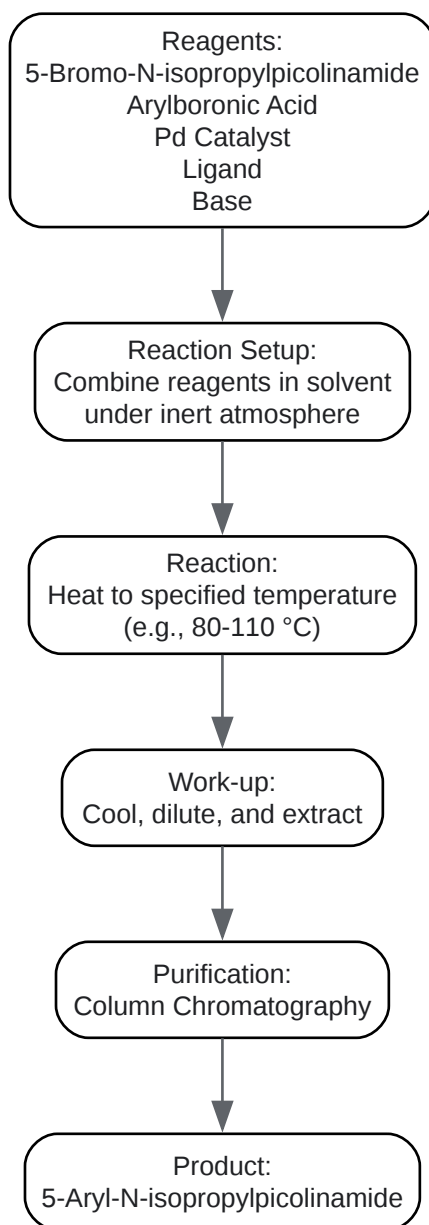 Reagents:
5-Bromo-N-isopropylpicolinamide
Arylboronic Acid
Pd Catalyst
Ligand
Base
Reaction Setup:
Combine reagents in solvent
under inert atmosphere
Reaction:
Heat to specified temperature
(e.g., 80-110 °C)
Work-up:
Cool, dilute, and extract
Purification:
Column Chromatography
Product:
5-Aryl-N-isopropylpicolinamide